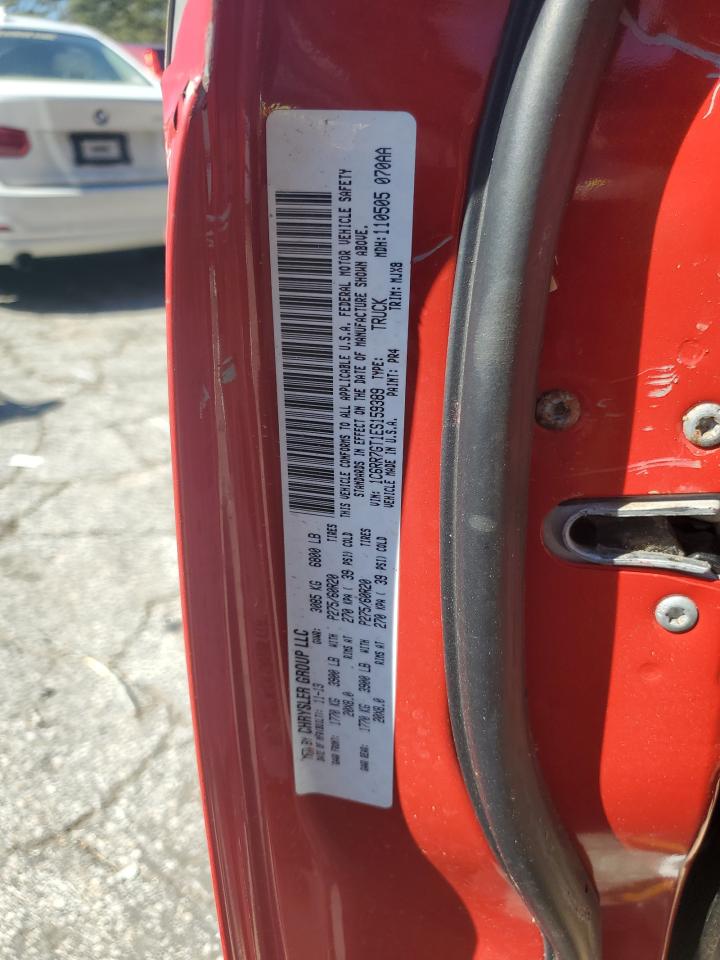 MFD BY CHRYSLER GROUP LLC
DATE OF MFR/BUILT: 11-13 GVWR: 3085 KG 6800 LB
GAWR FRONT: 1770 KG 3900 LB WITH P275/60R20 TIRES
20X8.0 RIMS AT 270 KPA ( 39 PSI) COLD
GAWR REAR: 1770 KG 3900 LB WITH P275/60R20 TIRES
20X8.0 RIMS AT 270 KPA ( 39 PSI) COLD
THIS VEHICLE CONFORMS TO ALL APPLICABLE U.S.A. FEDERAL MOTOR VEHICLE SAFETY
STANDARDS IN EFFECT ON THE DATE OF MANUFACTURE SHOWN ABOVE.
VIN: 1C6RR7GT1ES159389 TYPE: TRUCK MDH:110505 070AA
VEHICLE MADE IN U.S.A. PAINT: PR4 TRIM: MJX8